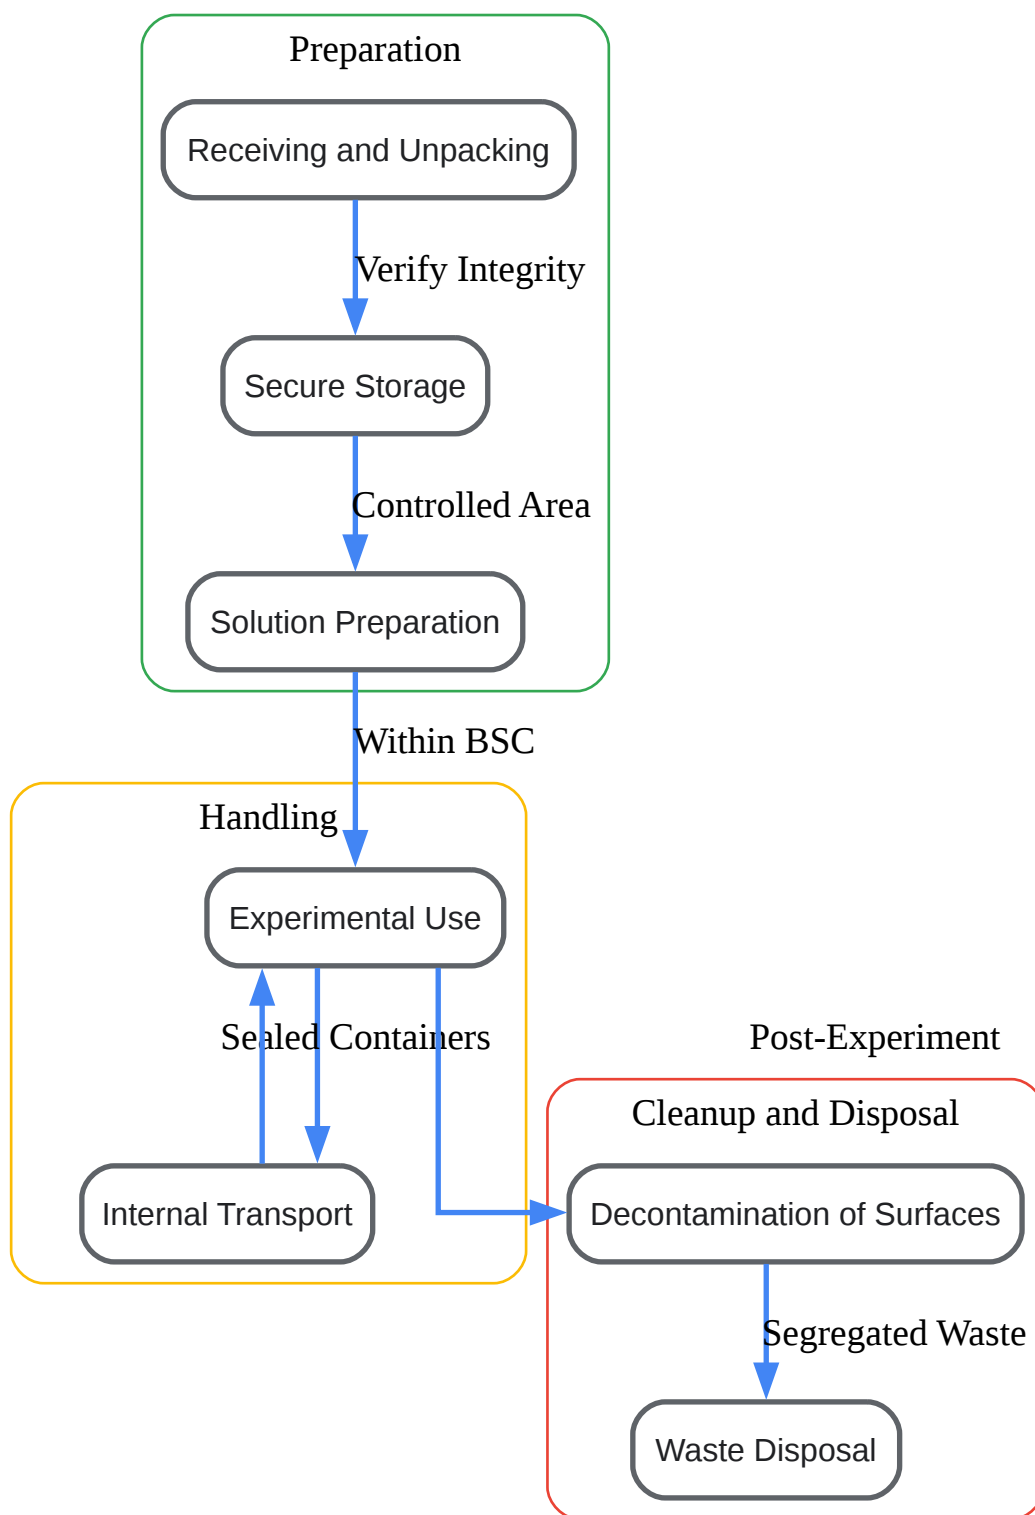 Preparation
Receiving and Unpacking
Verify Integrity
Secure Storage
Controlled Area
Solution Preparation
Within BSC
Handling
Experimental Use
Sealed Containers
Internal Transport
Post-Experiment
Cleanup and Disposal
Decontamination of Surfaces
Segregated Waste
Waste Disposal